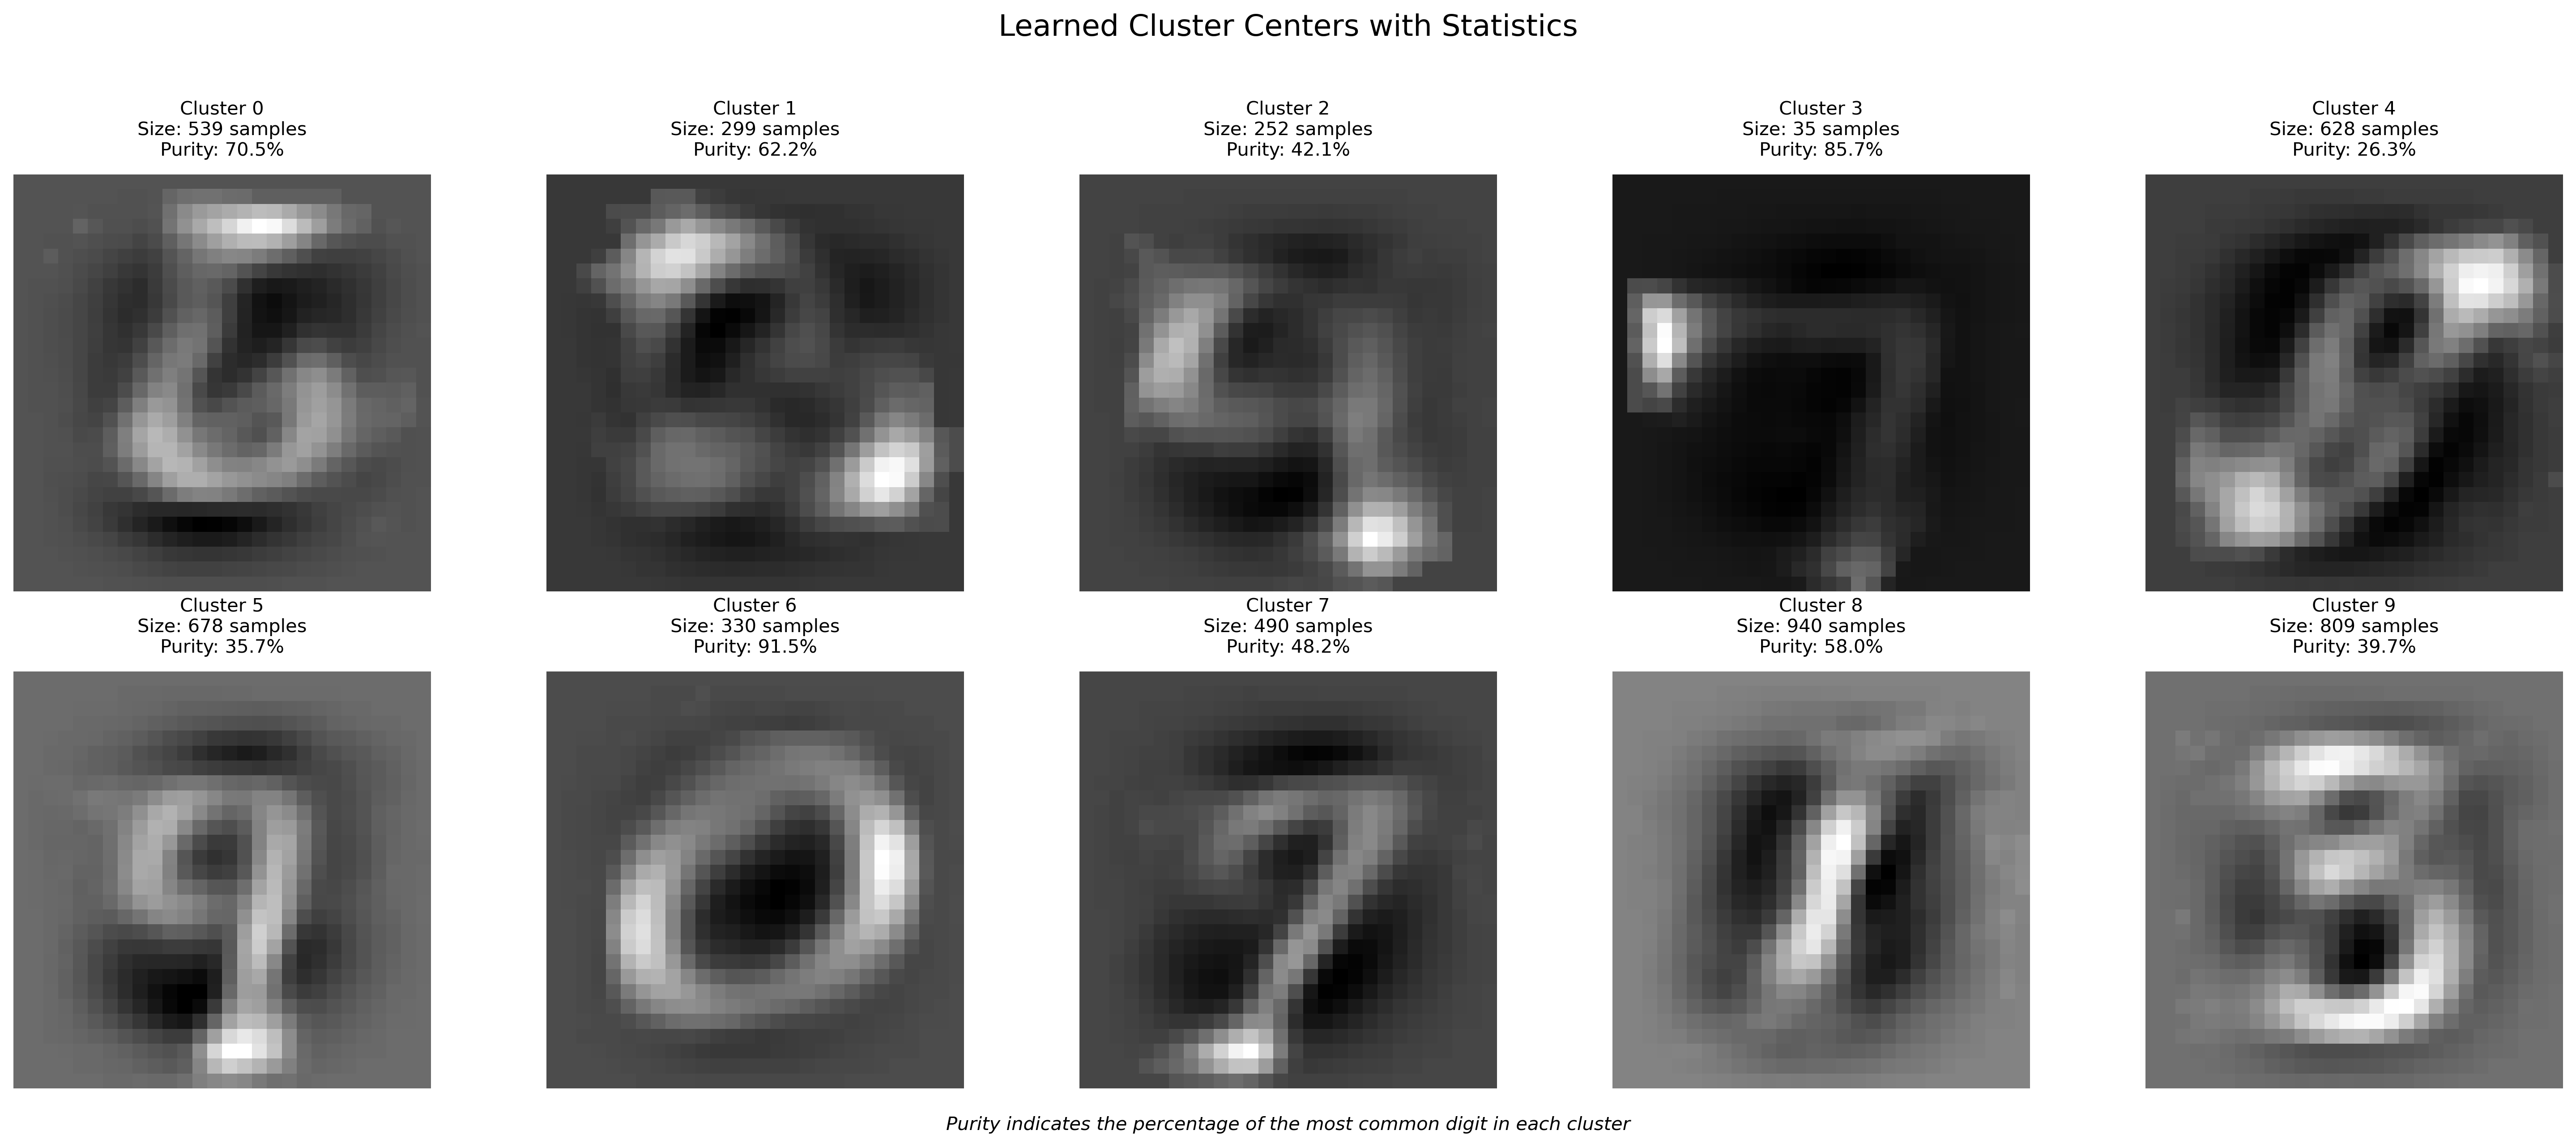 Learned Cluster Centers with Statistics
Cluster 0
Size: 539 samples
Purity: 70.5%
Cluster 1
Size: 299 samples
Purity: 62.2%
Cluster 2
Size: 252 samples
Purity: 42.1%
Cluster 3
Size: 35 samples
Purity: 85.7%
Cluster 4
Size: 628 samples
Purity: 26.3%
Cluster 5
Size: 678 samples
Purity: 35.7%
Cluster 6
Size: 330 samples
Purity: 91.5%
Cluster 7
Size: 490 samples
Purity: 48.2%
Cluster 8
Size: 940 samples
Purity: 58.0%
Cluster 9
Size: 809 samples
Purity: 39.7%
Purity indicates the percentage of the most common digit in each cluster